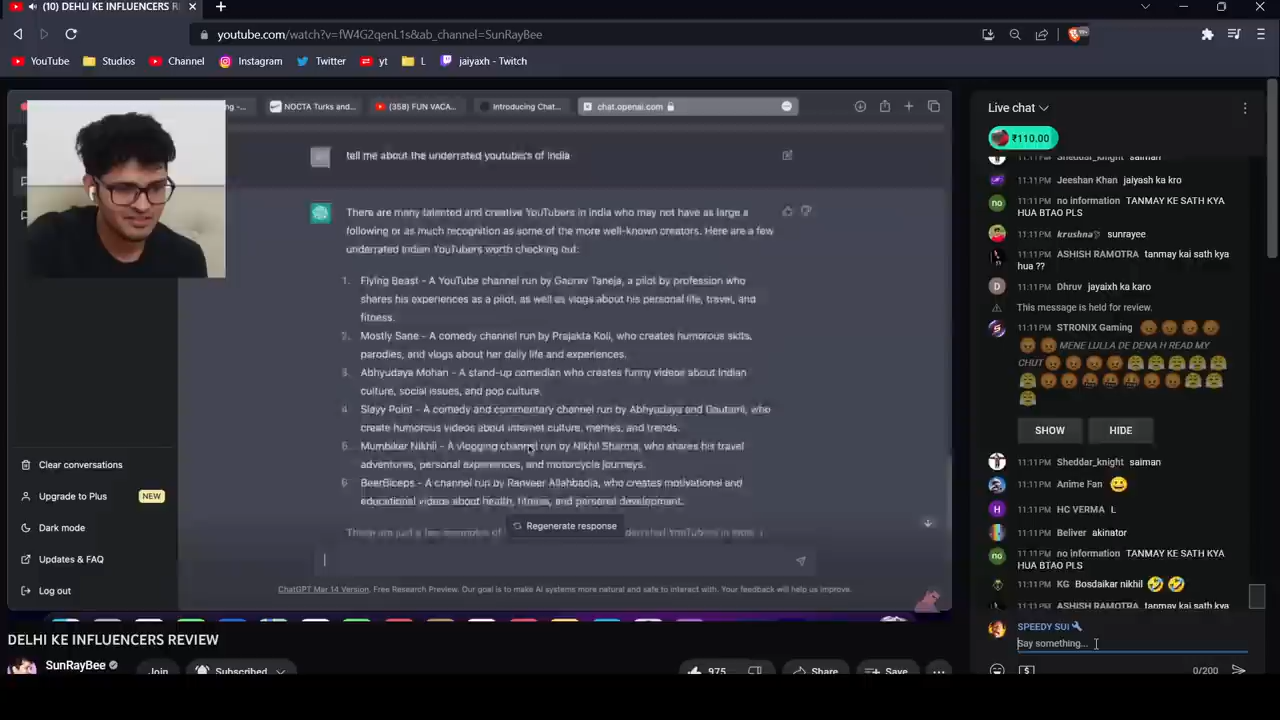 (10) DEHLI KE INFLUENCERS R
youtube.com/watch?v=fW4G2qenL1s&ab_channel=SunRayBee
YouTube Studios Channel Instagram Twitter yt L jaiyaxh - Twitch
NOCTA Turks and... (358) FUN VACA... Introducing Chat... chat.openai.com
tell me about the underrated youtubers of India
There are many talented and creative YouTubers in India who may not have as large a
following or as much recognition as some of the more well-known creators. Here are a few
underrated Indian YouTubers worth checking out:
1. Flying Beast - A YouTube channel run by Gaurav Taneja, a pilot by profession who
shares his experiences as a pilot, as well as vlogs about his personal life, travel, and
fitness.
2. Mostly Sane - A comedy channel run by Prajakta Koli, who creates humorous skits,
parodies, and vlogs about her daily life and experiences.
3. Abhyudaya Mohan - A stand-up comedian who creates funny videos about Indian
culture, social issues, and pop culture.
4. Slayy Point - A comedy and commentary channel run by Abhyudaya and Gautami, who
create humorous videos about internet culture, memes, and trends.
5. Mumbiker Nikhil - A vlogging channel run by Nikhil Sharma, who shares his travel
adventures, personal experiences, and motorcycle journeys.
6. BeerBiceps - A channel run by Ranveer Allahbadia, who creates motivational and
educational videos about health, fitness, and personal development.
These are just a few examples of
Regenerate response
Clear conversations
Upgrade to Plus NEW
Dark mode
Updates & FAQ
Log out
ChatGPT Mar 14 Version. Free Research Preview. Our goal is to make AI systems more natural and safe to interact with. Your feedback will help us improve.
DELHI KE INFLUENCERS REVIEW
SunRayBee
Join Subscribed 975 Share Save
Live chat
₹110.00
Sheddar_knight saiman
11:11 PM Jeeshan Khan jaiyash ka kro
no 11:11 PM no information TANMAY KE SATH KYA
HUA BTAO PLS
11:11 PM krushna sunrayee
11:11 PM ASHISH RAMOTRA tanmay kai sath kya
hua ??
D 11:11 PM Dhruv jayaixh ka karo
This message is held for review.
11:11 PM STRONIX Gaming 😡😡😡😡
😡😡 MENE LULLA DE DENA H READ MY
CHUT
SHOW HIDE
11:11 PM Sheddar_knight saiman
11:11 PM Anime Fan 😅
H 11:11 PM HC VERMA L
11:11 PM Beliver akinator
no 11:11 PM no information TANMAY KE SATH KYA
HUA BTAO PLS
11:11 PM KG Bosdaikar nikhil 🤣 🤣
11:11 PM ASHISH RAMOTRA tanmay kai sath kya
SPEEDY SUI
Say something...
0/200